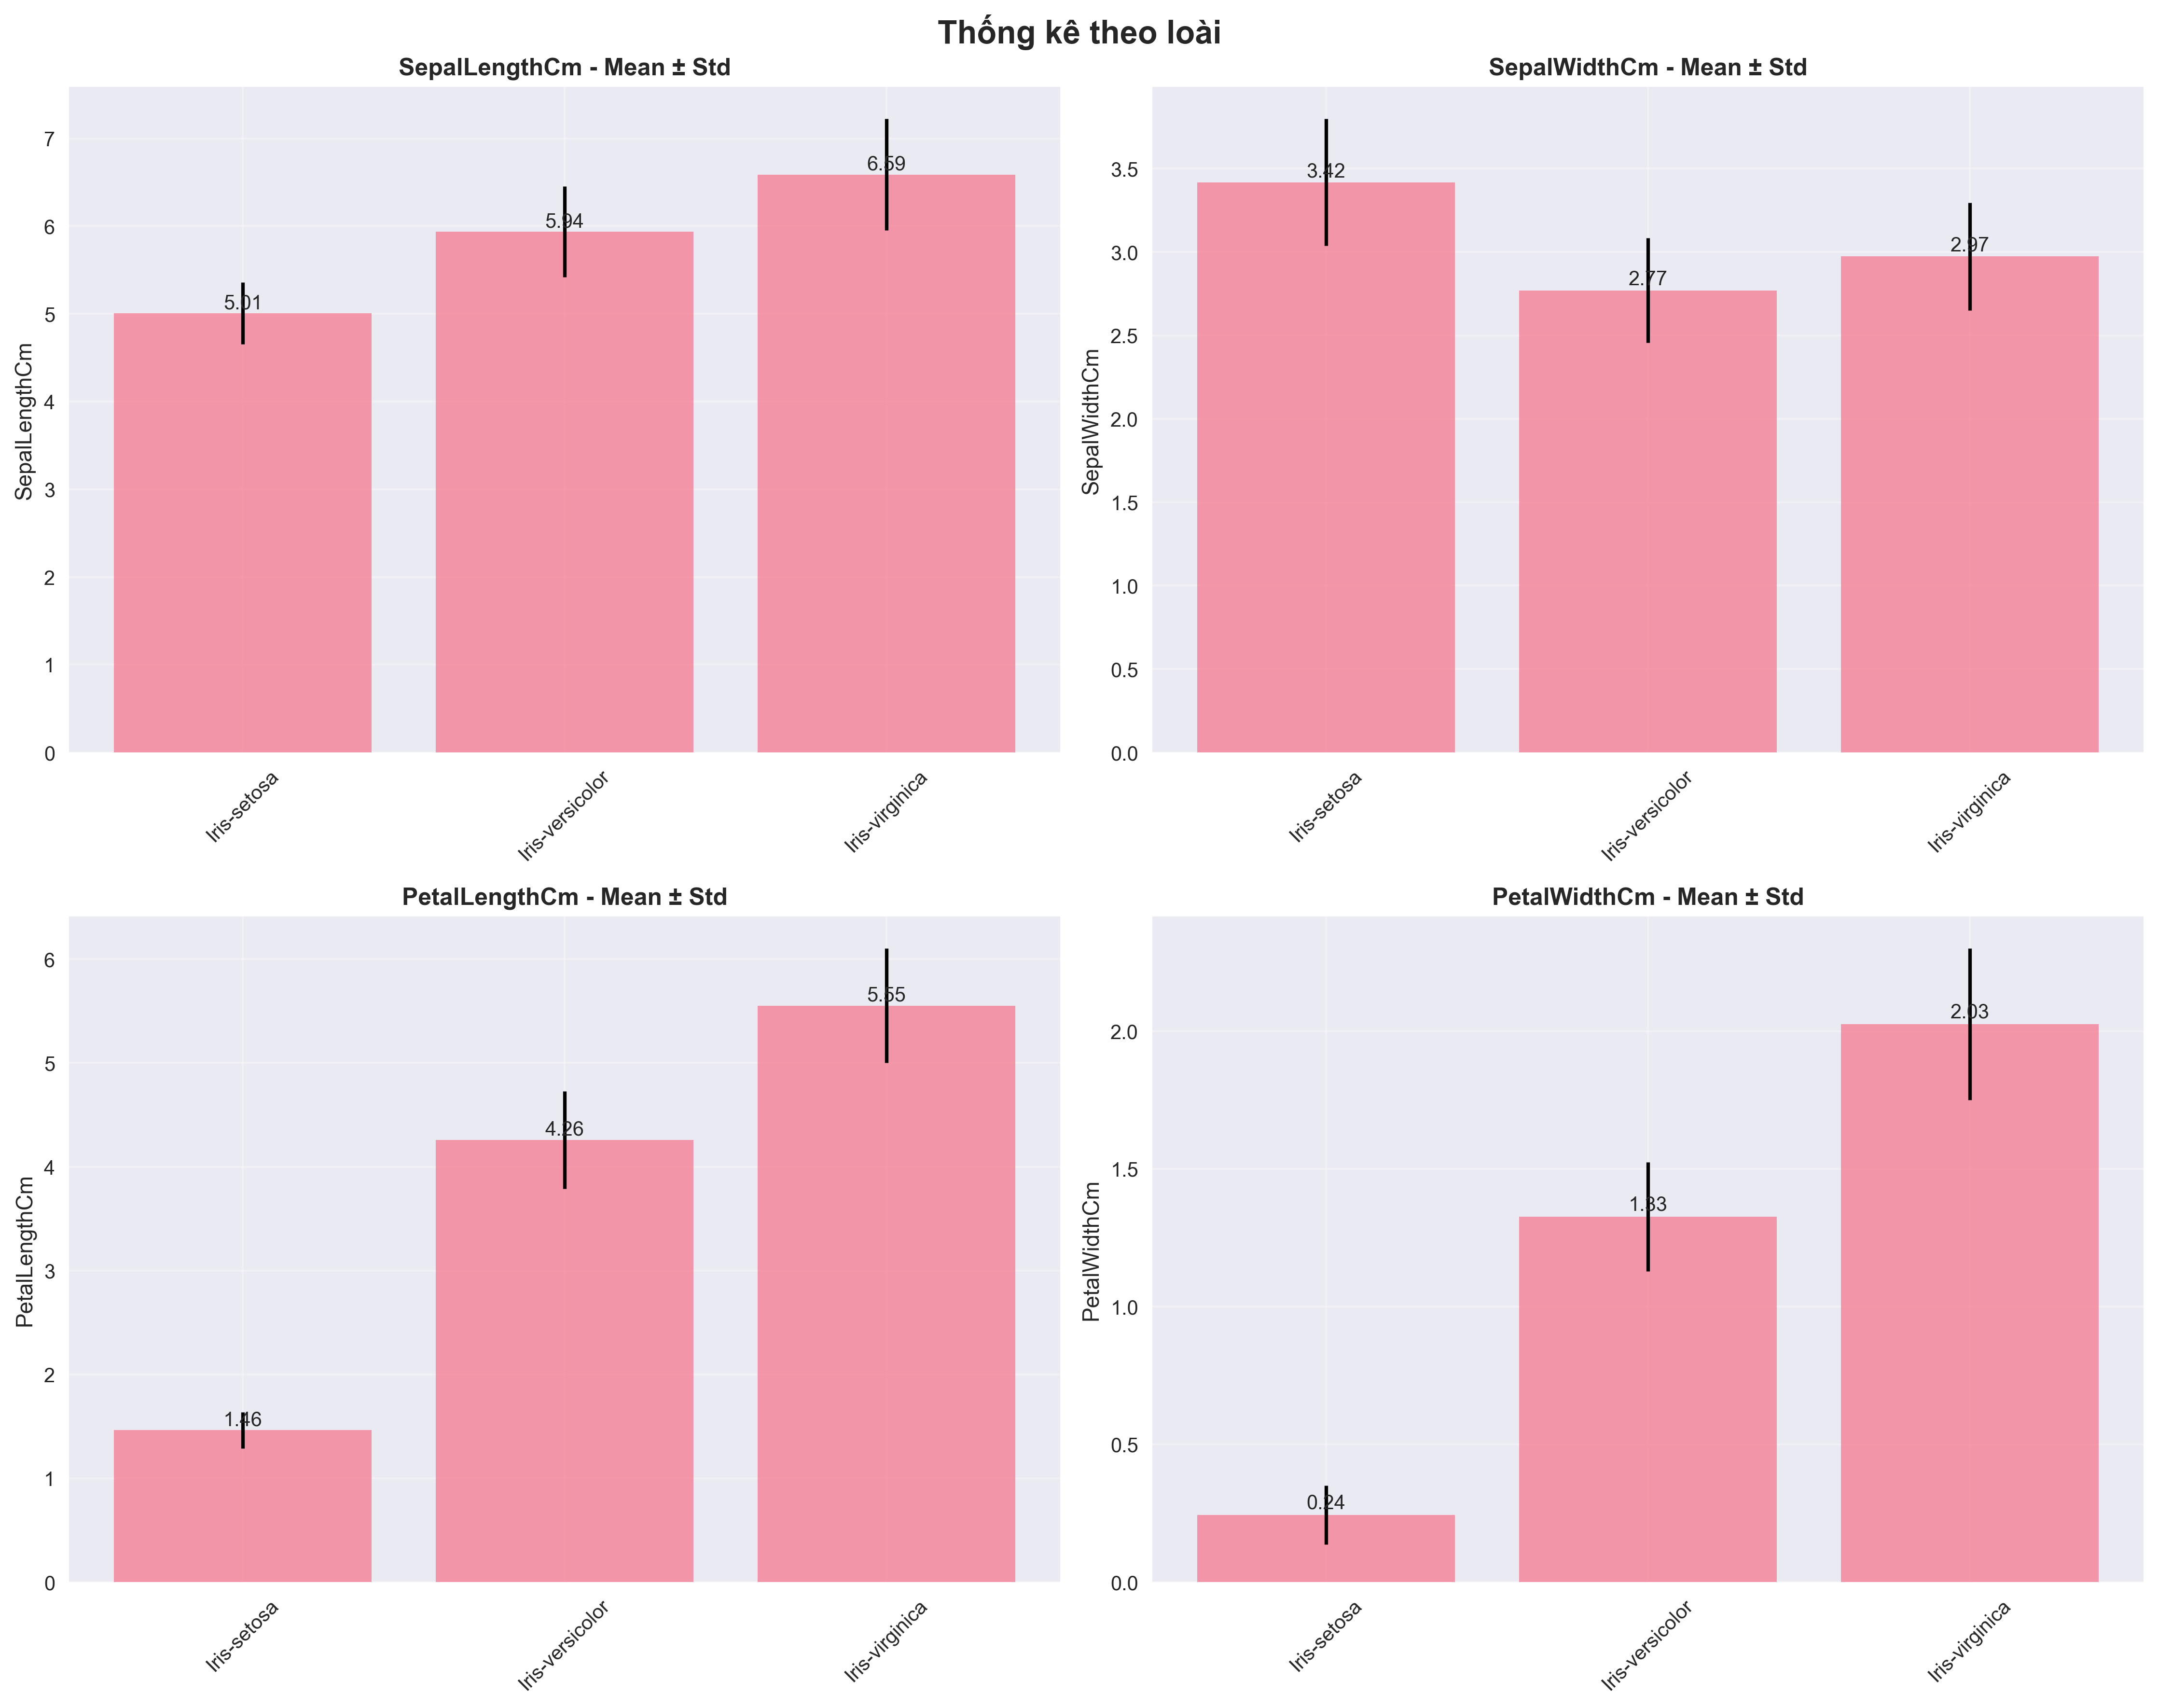 Thống kê theo loài
SepalLengthCm - Mean ± Std
SepalLengthCm
7
6
5
4
3
2
1
0
5.01
5.94
6.59
Iris-setosa
Iris-versicolor
Iris-virginica
SepalWidthCm - Mean ± Std
SepalWidthCm
3.5
3.0
2.5
2.0
1.5
1.0
0.5
0.0
3.42
2.77
2.97
Iris-setosa
Iris-versicolor
Iris-virginica
PetalLengthCm - Mean ± Std
PetalLengthCm
6
5
4
3
2
1
0
1.46
4.26
5.55
Iris-setosa
Iris-versicolor
Iris-virginica
PetalWidthCm - Mean ± Std
PetalWidthCm
2.0
1.5
1.0
0.5
0.0
0.24
1.33
2.03
Iris-setosa
Iris-versicolor
Iris-virginica